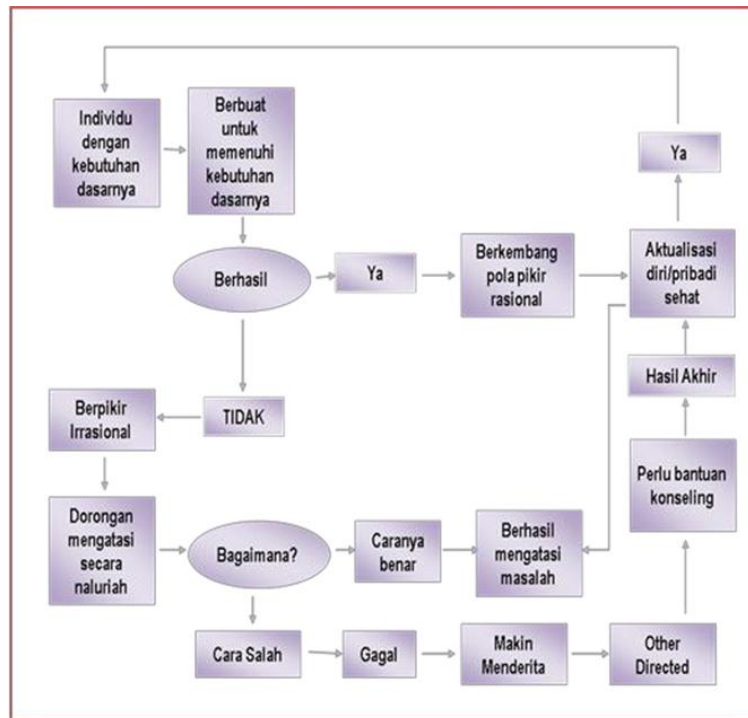 Individu
dengan
kebutuhan
dasarnya
Berbuat
untuk
memenuhi
kebutuhan
dasarnya
Ya
Berhasil
Ya
Berkembang
pola pikir
rasional
Aktualisasi
diri/pribadi
sehat
Hasil Akhir
Berpikir
Irrasional
TIDAK
Perlu bantuan
konseling
Dorongan
mengatasi
secara
naluriah
Bagaimana?
Caranya
benar
Berhasil
mengatasi
masalah
Cara Salah
Gagal
Makin
Menderita
Other
Directed